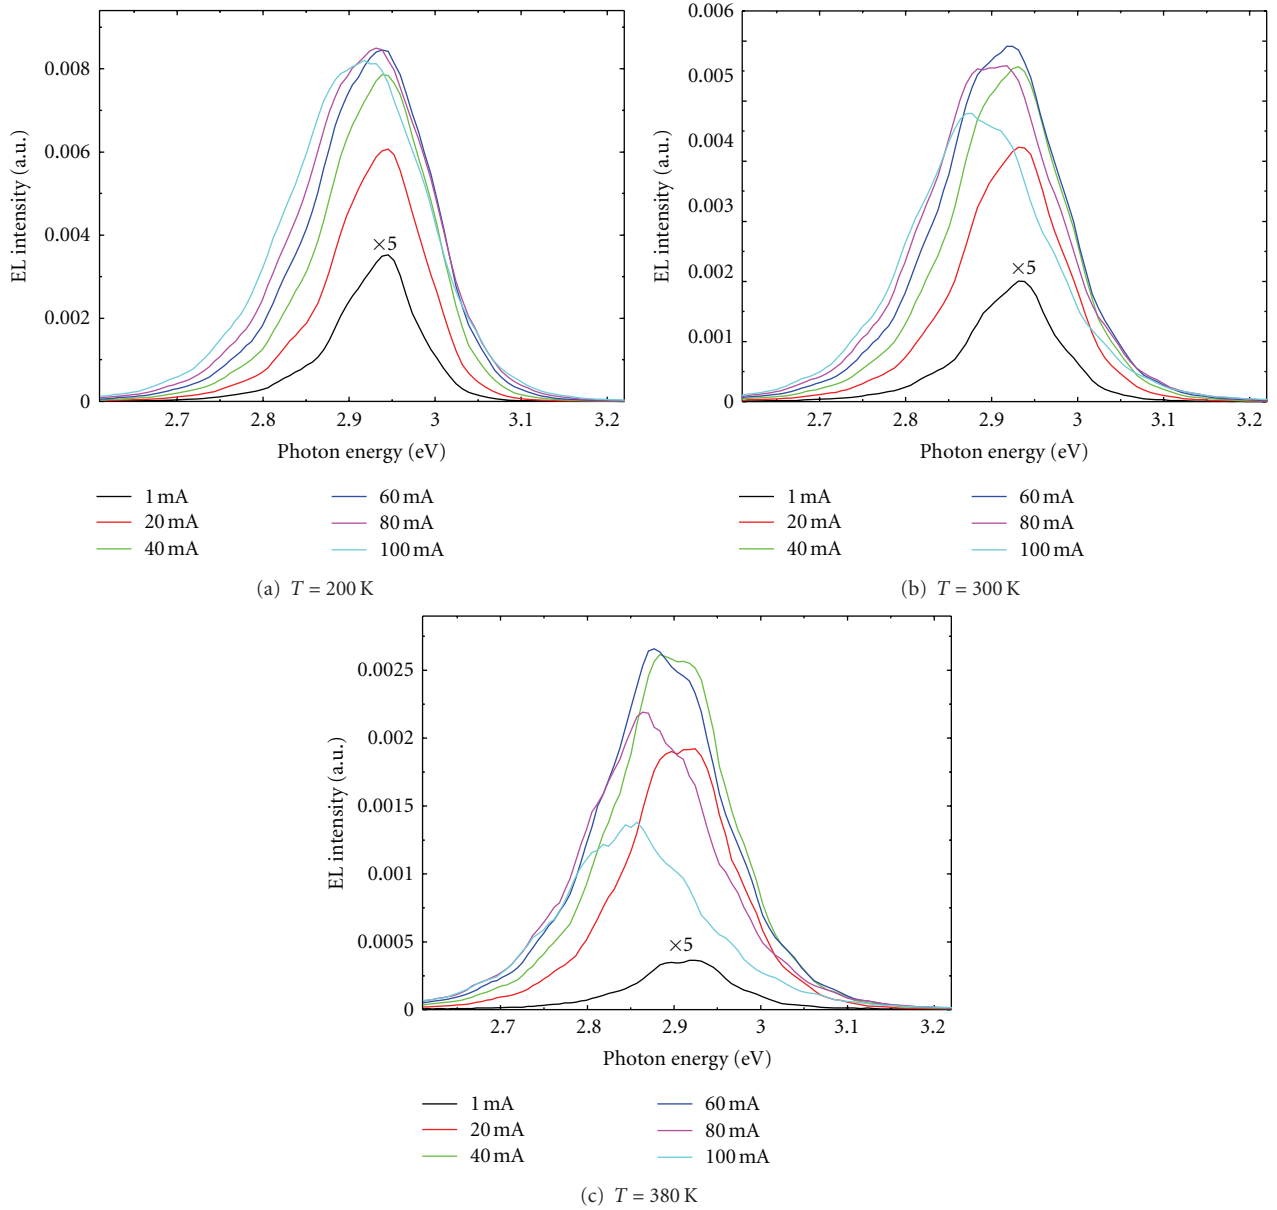 EL intensity (a.u.)
0.008
0.006
0.004
0.002
0
×5
2.7 2.8 2.9 3 3.1 3.2
Photon energy (eV)
1 mA 60 mA
20 mA 80 mA
40 mA 100 mA
(a) T = 200 K
EL intensity (a.u.)
0.006
0.005
0.004
0.003
0.002
0.001
0
×5
2.7 2.8 2.9 3 3.1 3.2
Photon energy (eV)
1 mA 60 mA
20 mA 80 mA
40 mA 100 mA
(b) T = 300 K
EL intensity (a.u.)
0.0025
0.002
0.0015
0.001
0.0005
0
×5
2.7 2.8 2.9 3 3.1 3.2
Photon energy (eV)
1 mA 60 mA
20 mA 80 mA
40 mA 100 mA
(c) T = 380 K